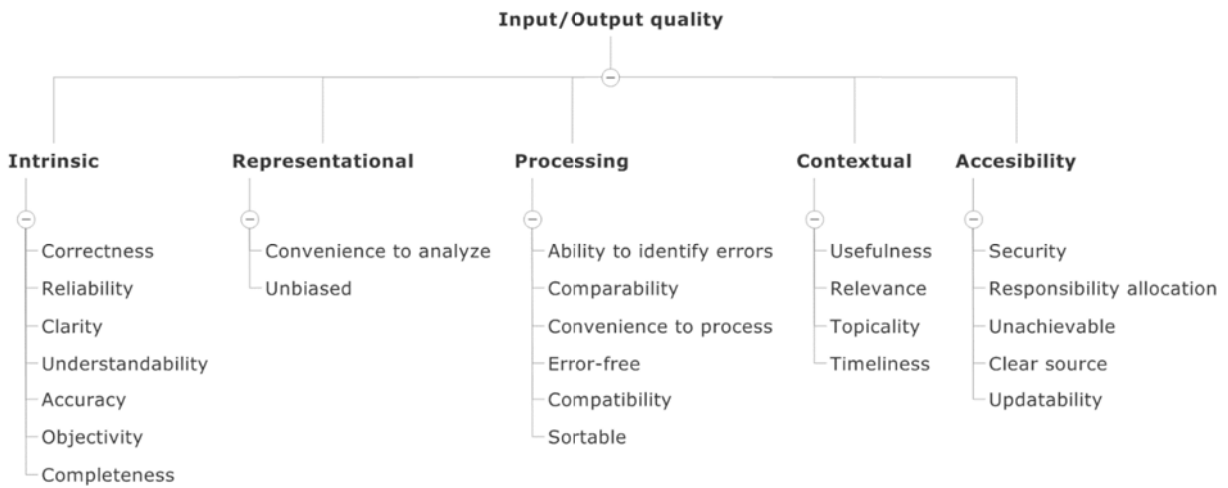 Input/Output quality
Intrinsic
Correctness
Reliability
Clarity
Understandability
Accuracy
Objectivity
Completeness
Representational
Convenience to analyze
Unbiased
Processing
Ability to identify errors
Comparability
Convenience to process
Error-free
Compatibility
Sortable
Contextual
Usefulness
Relevance
Topicality
Timeliness
Accesibility
Security
Responsibility allocation
Unachievable
Clear source
Updatability